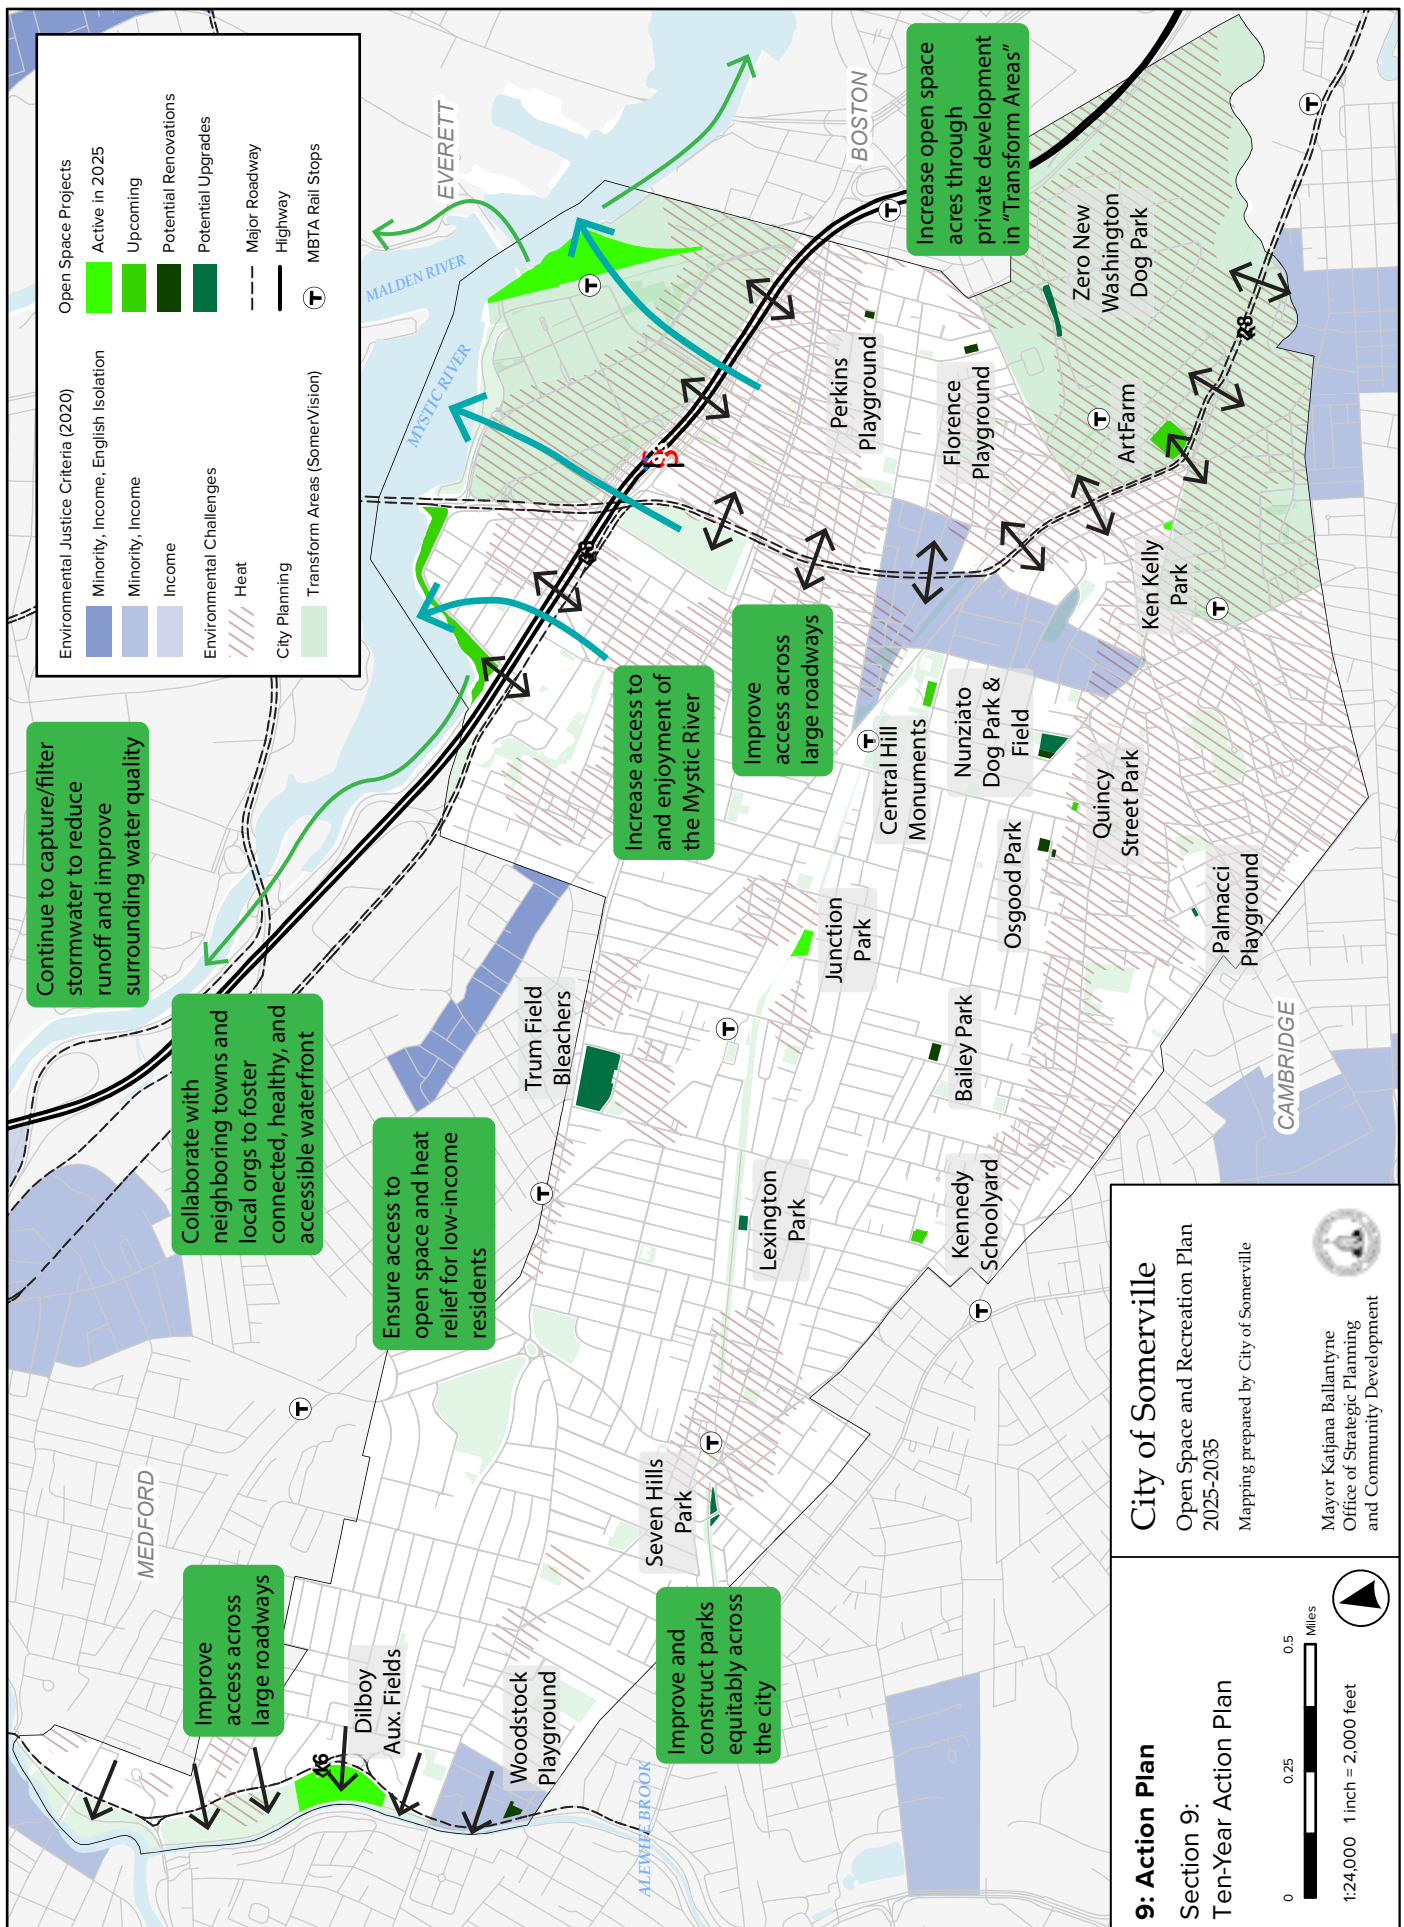 Environmental Justice Criteria (2020)
Minority, Income, English Isolation
Minority, Income
Income
Environmental Challenges
Heat
City Planning
Transform Areas (SomerVision)
Open Space Projects
Active in 2025
Upcoming
Potential Renovations
Potential Upgrades
Major Roadway
Highway
T
MBTA Rail Stops
Continue to capture/filter
stormwater to reduce
runoff and improve
surrounding water quality
Collaborate with
neighboring towns and
local orgs to foster
connected, healthy, and
accessible waterfront
Ensure access to
open space and heat
relief for low-income
residents
Improve
access across
large roadways
Improve and
construct parks
equitably across
the city
Increase access to
and enjoyment of
the Mystic River
Improve
access across
large roadways
Increase open space
acres through
private development
in "Transform Areas"
MEDFORD
EVERETT
BOSTON
CAMBRIDGE
MALDEN RIVER
MYSTIC RIVER
ALEWIFE BROOK
Dilboy
Aux. Fields
Woodstock
Playground
Seven Hills
Park
Trum Field
Bleachers
Lexington
Park
Kennedy
Schoolyard
Bailey Park
Junction
Park
Osgood Park
Palmacci
Playground
Quincy
Street Park
Central Hill
Monuments
Nunziato
Dog Park &
Field
Ken Kelly
Park
ArtFarm
Florence
Playground
Perkins
Playground
Zero New
Washington
Dog Park
T
T
T
T
T
T
T
T
T
T
T
28
9: Action Plan
Section 9:
Ten-Year Action Plan
0
0.25
0.5
Miles
1:24,000 1 inch = 2,000 feet
City of Somerville
Open Space and Recreation Plan
2025-2035
Mapping prepared by City of Somerville
Mayor Katjana Ballantyne
Office of Strategic Planning
and Community Development